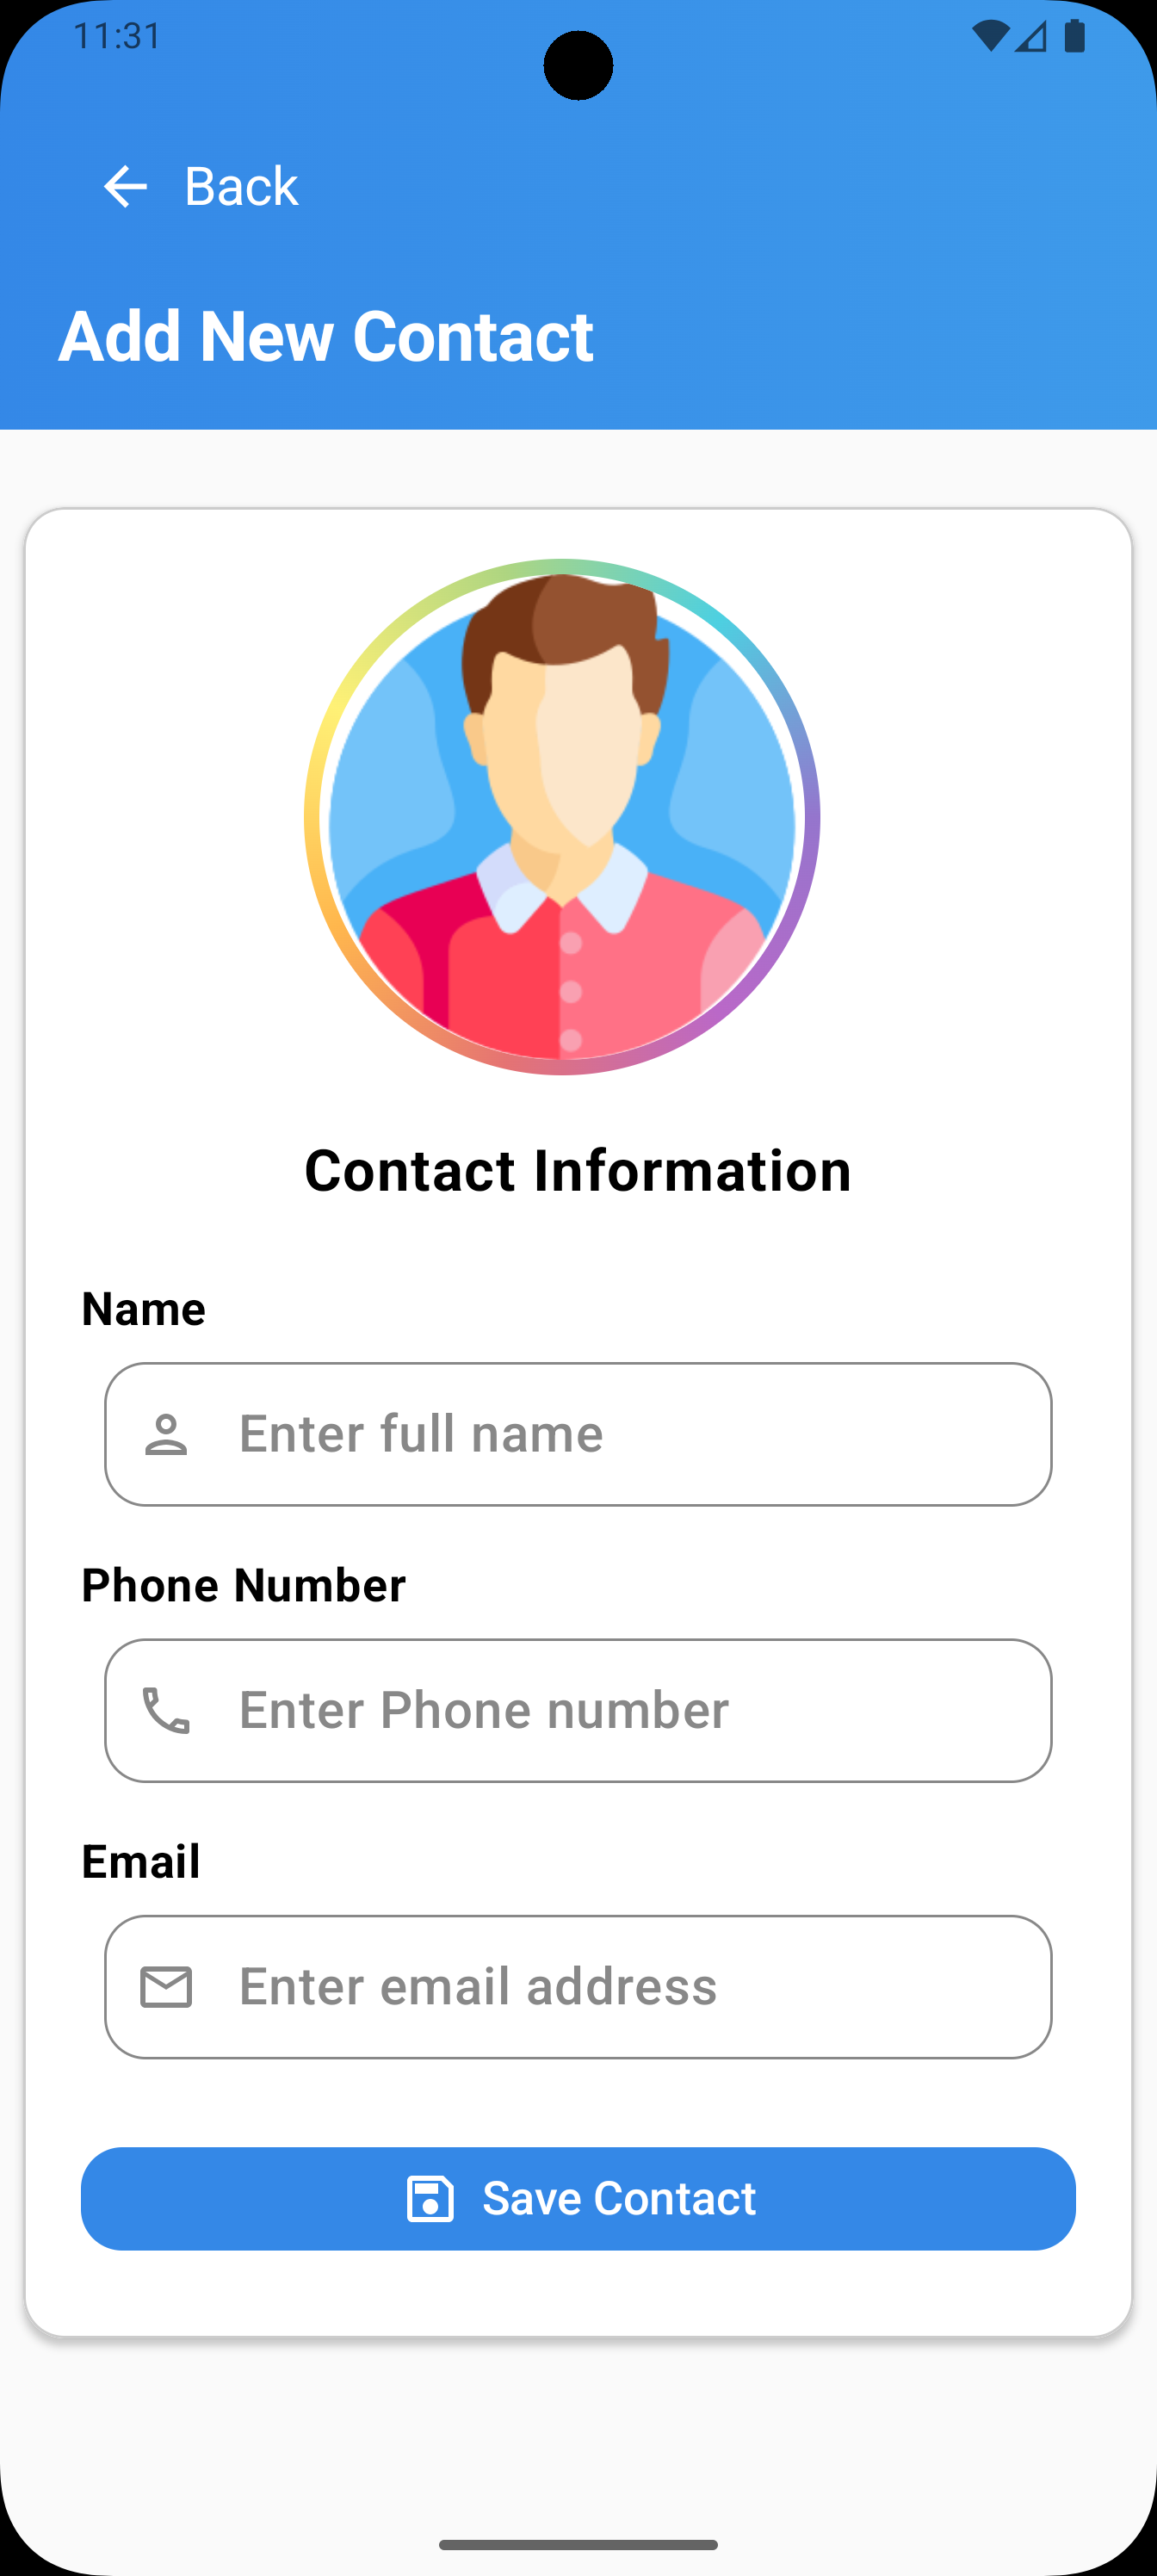 11:31
Back
Add New Contact
Contact Information
Name
Enter full name
Phone Number
Enter Phone number
Email
Enter email address
Save Contact